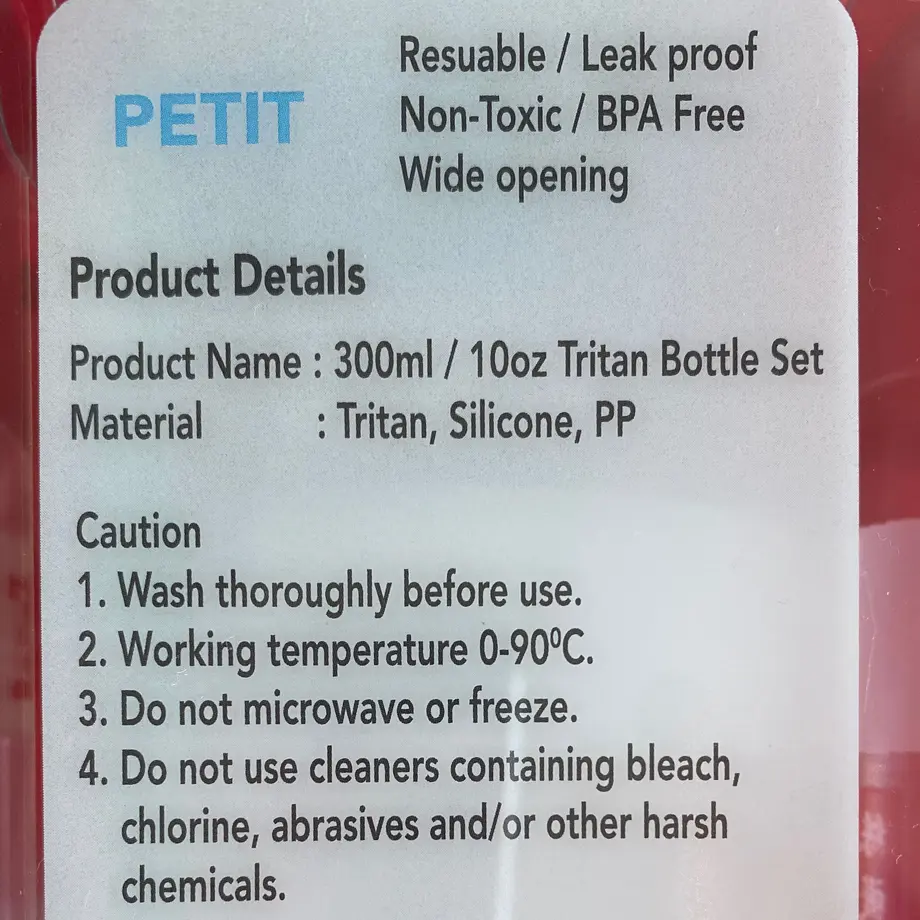 PETIT
Resuable / Leak proof
Non-Toxic / BPA Free
Wide opening
Product Details
Product Name : 300ml / 10oz Tritan Bottle Set
Material : Tritan, Silicone, PP
Caution
1. Wash thoroughly before use.
2. Working temperature 0-90⁰C.
3. Do not microwave or freeze.
4. Do not use cleaners containing bleach,
chlorine, abrasives and/or other harsh
chemicals.